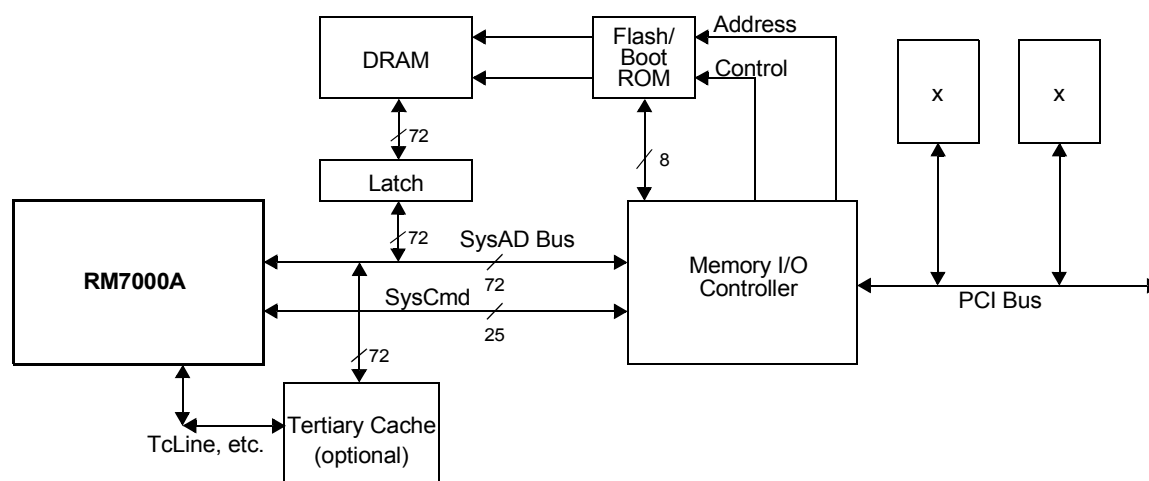 DRAM
Flash/
Boot
ROM
Address
Control
x
x
72
8
Latch
72
SysAD Bus
72
RM7000A
Memory I/O
Controller
SysCmd
25
PCI Bus
72
Tertiary Cache
(optional)
TcLine, etc.